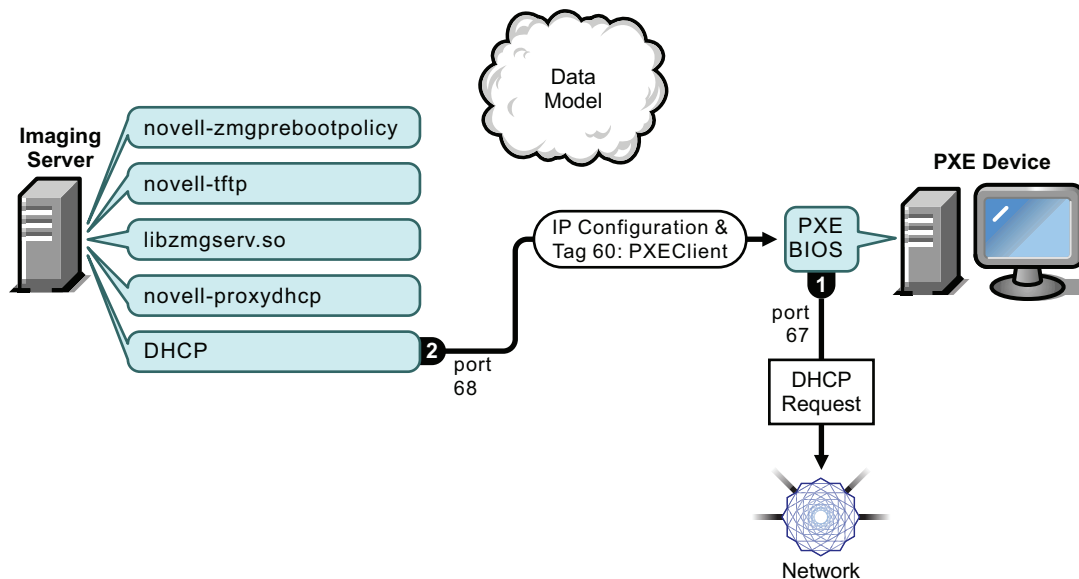 Data
Model
Imaging
Server
novell-zmgprebootpolicy
novell-tftp
libzmgserv.so
novell-proxydhcp
DHCP
2
port
68
IP Configuration &
Tag 60: PXEClient
PXE
BIOS
1
port
67
PXE Device
DHCP
Request
Network